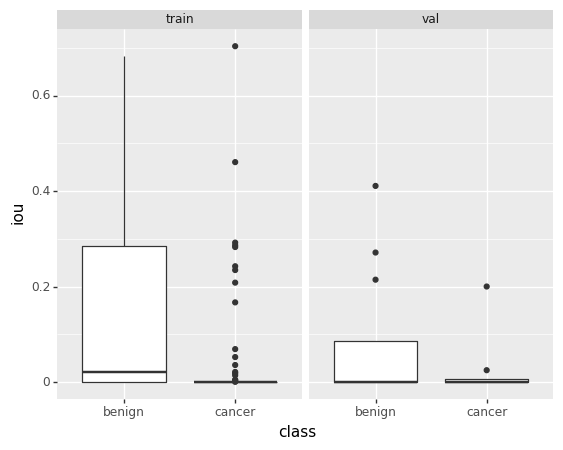 train val
0.6
0.4
0.2
0
iou
benign cancer benign cancer
class